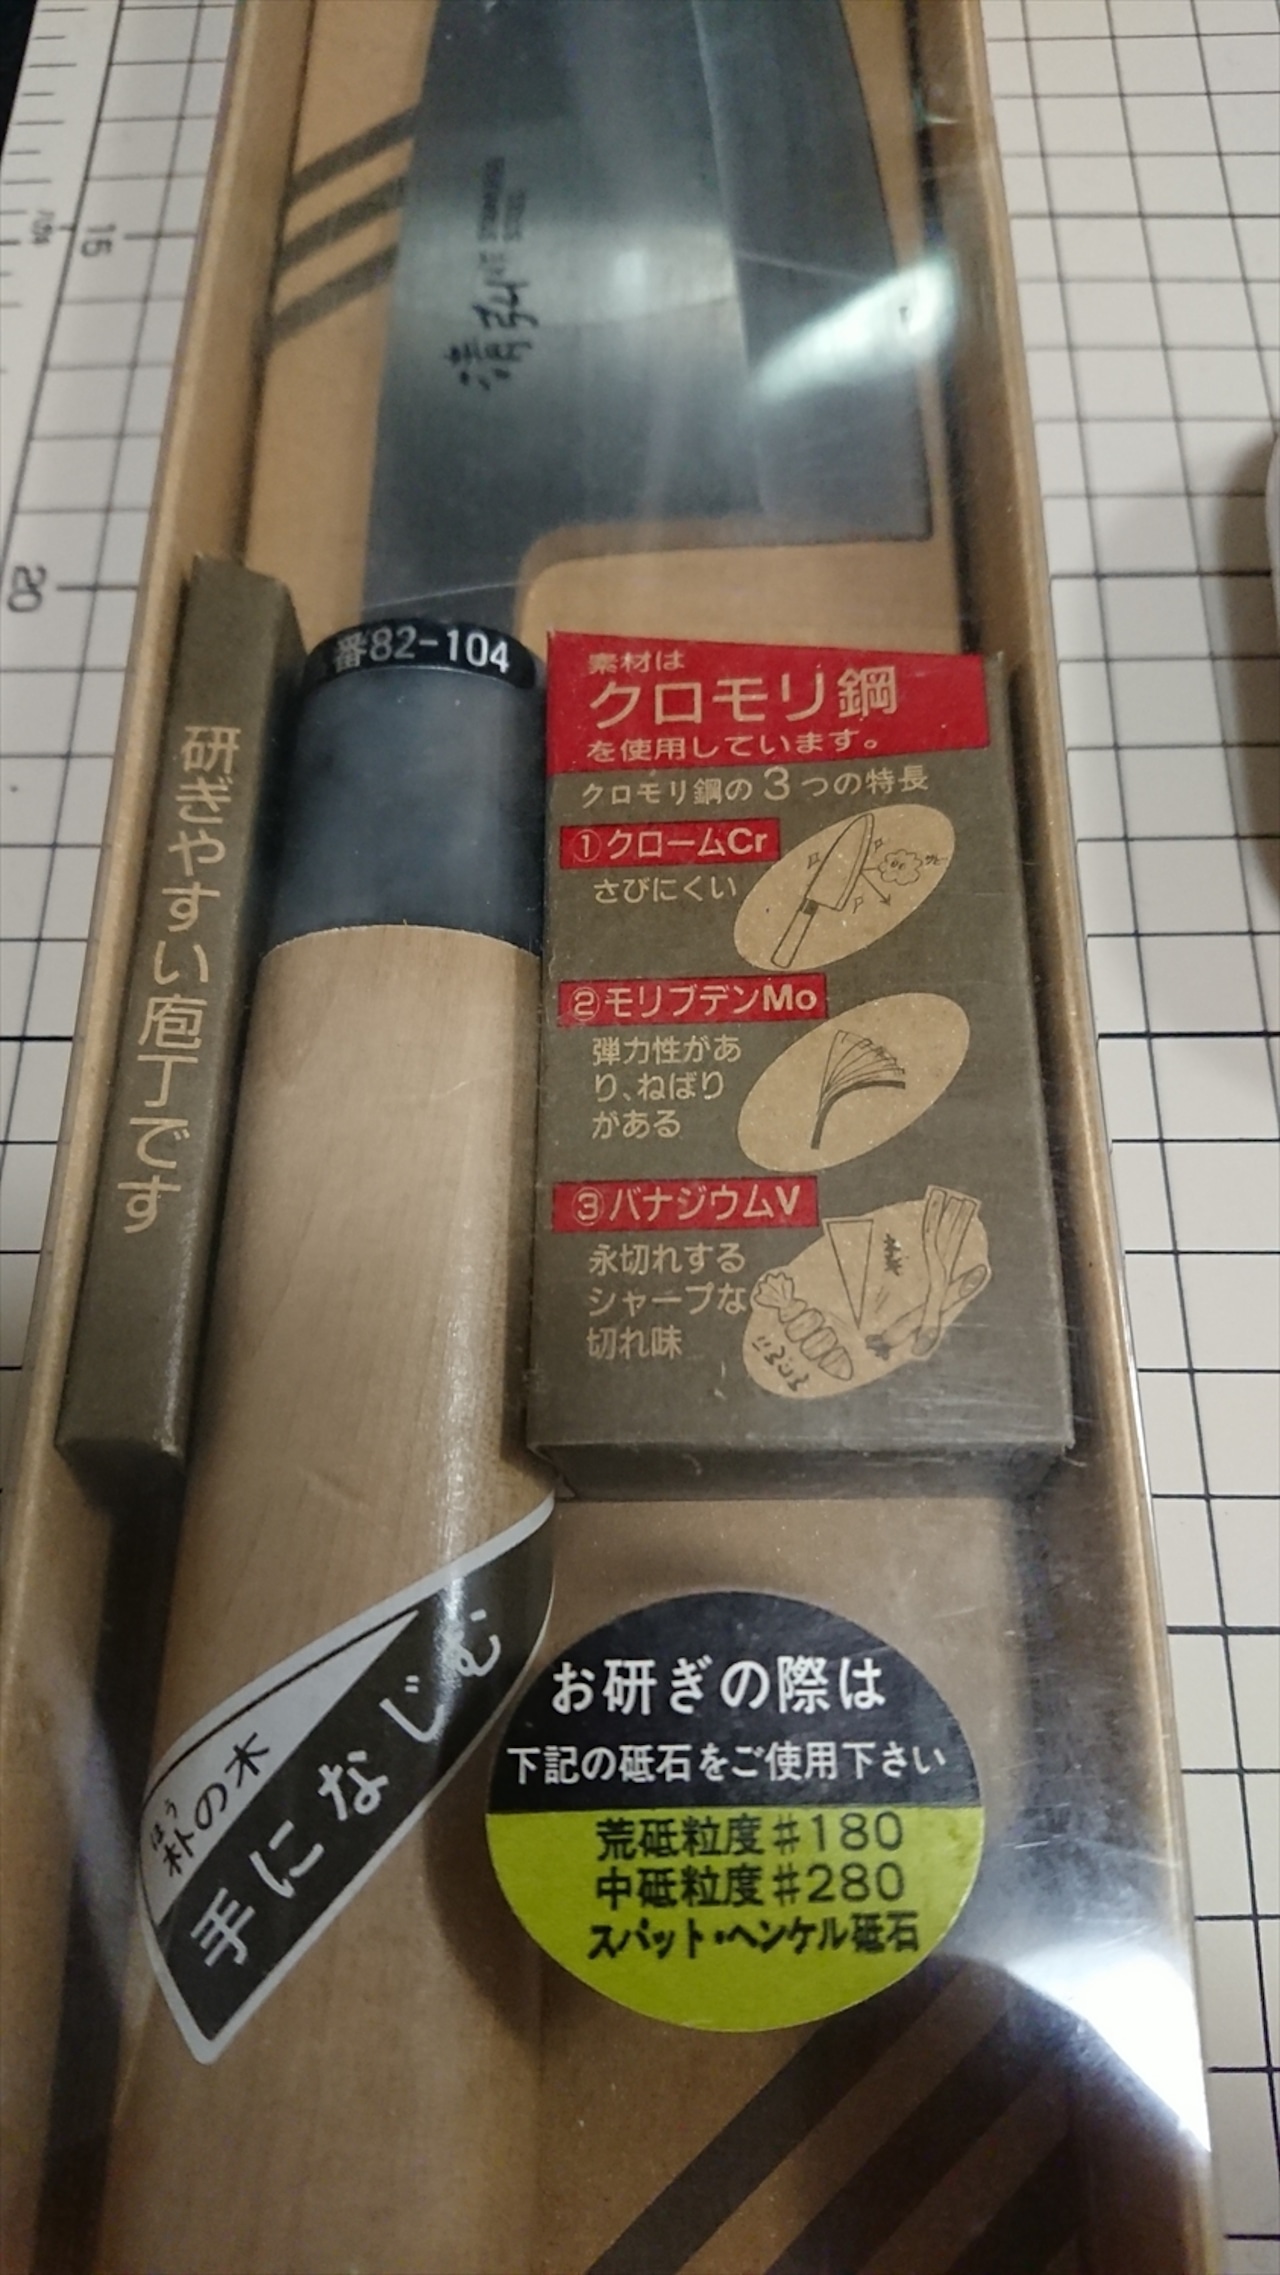 15
20
清弘
番82-104
研ぎやすい庖丁です
素材は
クロモリ鋼
を使用しています。
クロモリ鋼の3つの特長
①クロームCr
さびにくい
②モリブデンMo
弾力性があ
り、ねばり
がある
③バナジウムV
永切れする
シャープな
切れ味
ほう
朴の木
手になじむ
お研ぎの際は
下記の砥石をご使用下さい
荒砥粒度♯180
中砥粒度♯280
スパット・ヘンケル砥石